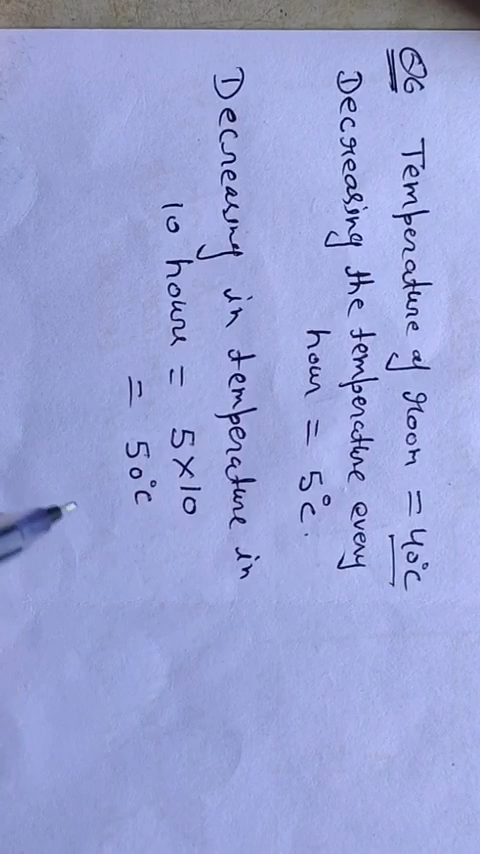 Q6 Temperature of room = 40°C
Decreasing the temperature every
hour = 5°C.
Decreasing in temperature in
10 hours = 5×10
= 50°C